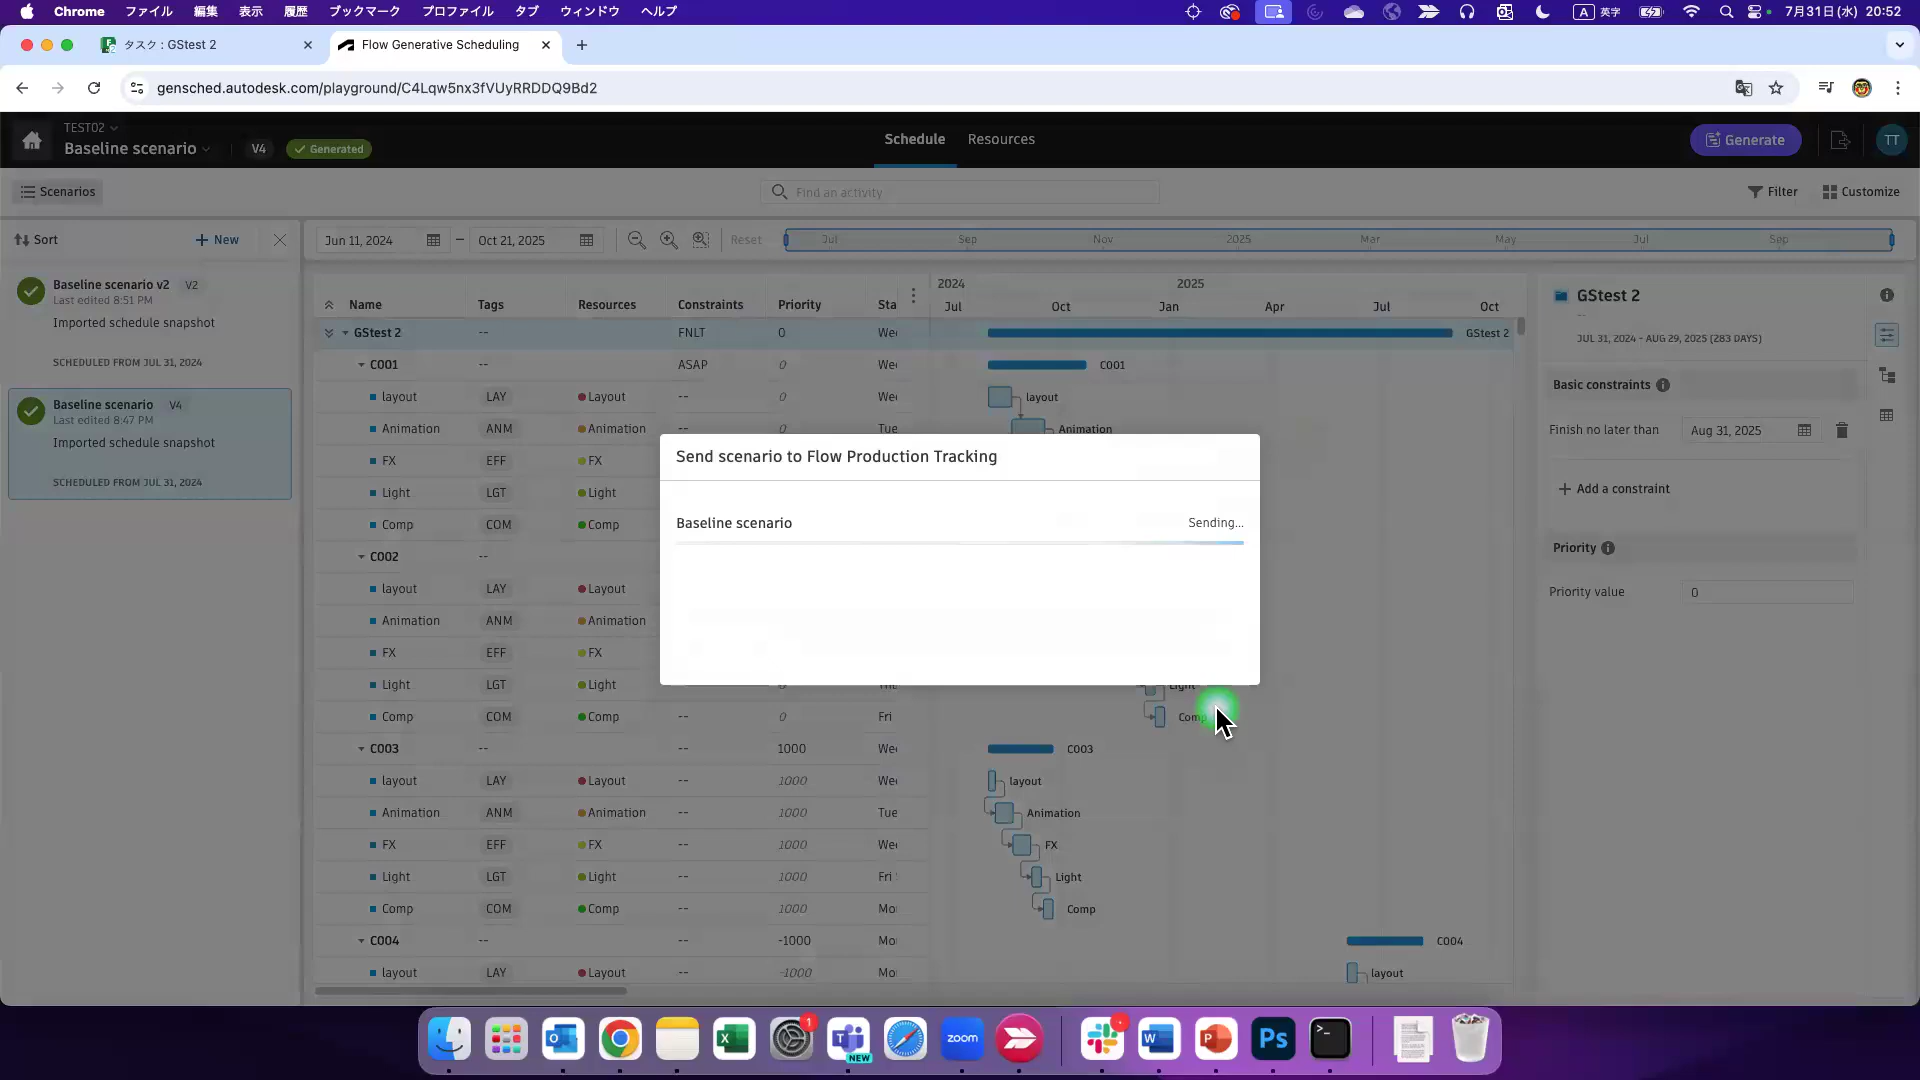 Chrome ファイル 編集 表示 履歴 ブックマーク プロファイル タブ ウィンドウ ヘルプ A 英字 7月31日(水) 20:52
タスク : GStest 2 Flow Generative Scheduling
gensched.autodesk.com/playground/C4Lqw5nx3fVUyRRDDQ9Bd2
TEST02
Baseline scenario V4 Generated Schedule Resources Generate TT
Scenarios Find an activity Filter Customize
Sort New Jun 11, 2024 – Oct 21, 2025 Reset Jul Sep Nov 2025 Mar May Jul Sep
Baseline scenario v2 V2
Last edited 8:51 PM
Imported schedule snapshot
SCHEDULED FROM JUL 31, 2024
Baseline scenario V4
Last edited 8:47 PM
Imported schedule snapshot
SCHEDULED FROM JUL 31, 2024
2024 2025
Name Tags Resources Constraints Priority Sta Jul Oct Jan Apr Jul Oct
GStest 2 -- FNLT 0 We GStest 2
C001 -- ASAP 0 We C001
layout LAY Layout -- 0 We layout
Animation ANM Animation -- 0 Tue Animation
FX EFF FX
Light LGT Light
Comp COM Comp
C002 --
layout LAY Layout
Animation ANM Animation
FX EFF FX
Light LGT Light Light
Comp COM Comp -- 0 Fri Comp
C003 -- 1000 We C003
layout LAY Layout -- 1000 We layout
Animation ANM Animation -- 1000 Tue Animation
FX EFF FX -- 1000 We FX
Light LGT Light -- 1000 Fri Light
Comp COM Comp -- 1000 Mo Comp
C004 -- -1000 Mo C004
layout LAY Layout -- -1000 Mo layout
Send scenario to Flow Production Tracking
Baseline scenario Sending...
GStest 2
--
JUL 31, 2024 - AUG 29, 2025 (283 DAYS)
Basic constraints
Finish no later than Aug 31, 2025
Add a constraint
Priority
Priority value 0
1
NEW
zoom
Ps